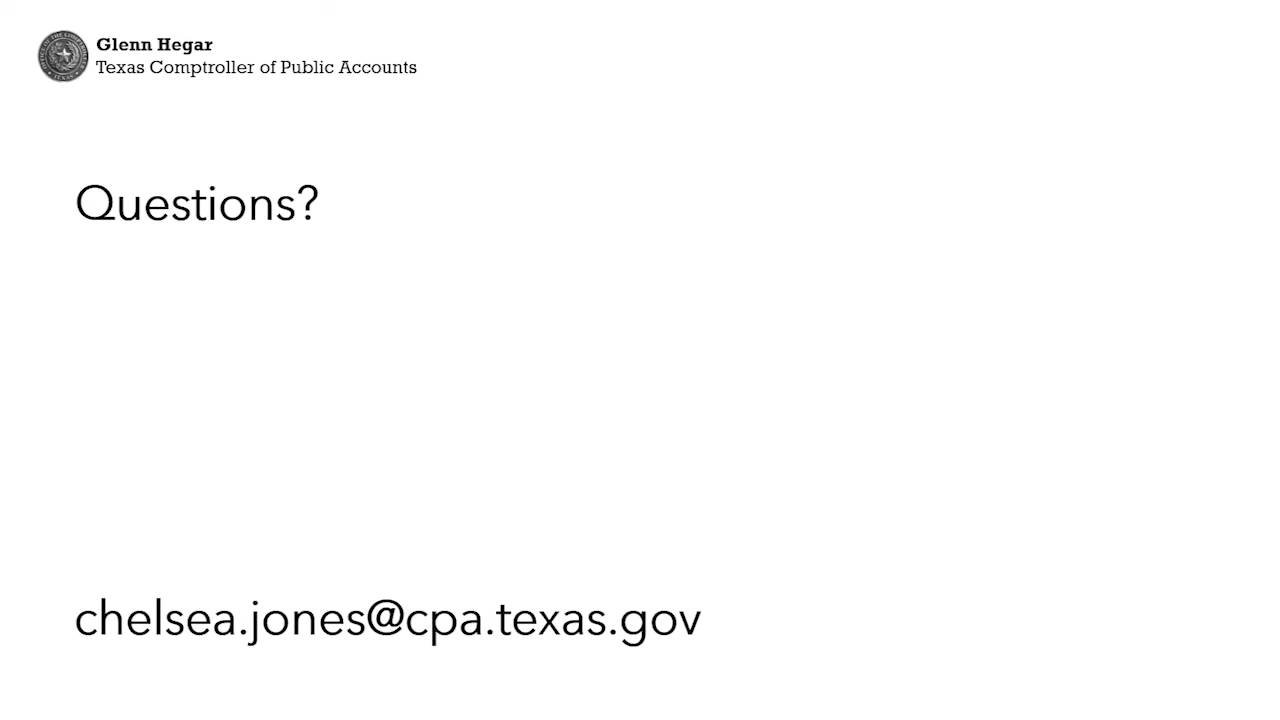 Glenn Hegar
Texas Comptroller of Public Accounts
Questions?
chelsea.jones@cpa.texas.gov